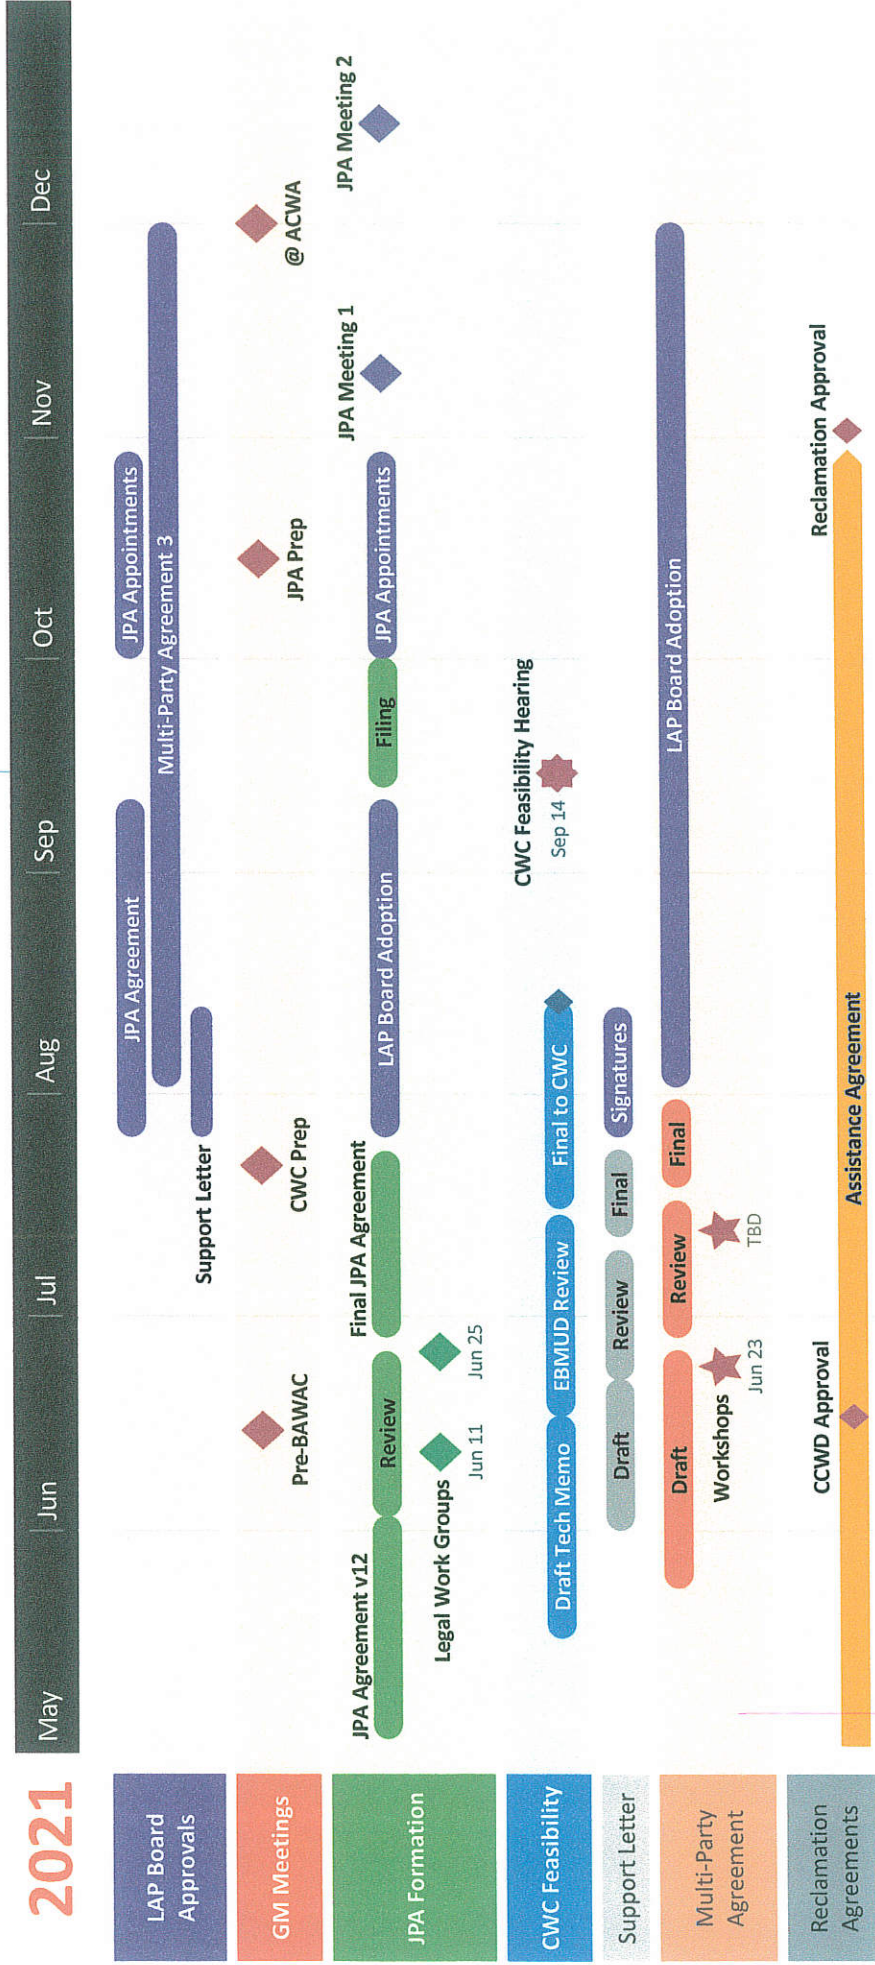 2021
May
Jun
Jul
Aug
Sep
Oct
Nov
Dec
LAP Board
Approvals
JPA Agreement
JPA Appointments
Multi-Party Agreement 3
Support Letter
GM Meetings
Pre-BAWAC
CWC Prep
JPA Prep
@ ACWA
JPA Formation
JPA Agreement v12
Review
Final JPA Agreement
LAP Board Adoption
Filing
JPA Appointments
JPA Meeting 1
JPA Meeting 2
Legal Work Groups
Jun 11
Jun 25
CWC Feasibility
Draft Tech Memo
EBMUD Review
Final to CWC
CWC Feasibility Hearing
Sep 14
Support Letter
Draft
Review
Final
Signatures
Multi-Party
Agreement
Draft
Review
Final
LAP Board Adoption
Workshops
Jun 23
TBD
Reclamation
Agreements
CCWD Approval
Assistance Agreement
Reclamation Approval